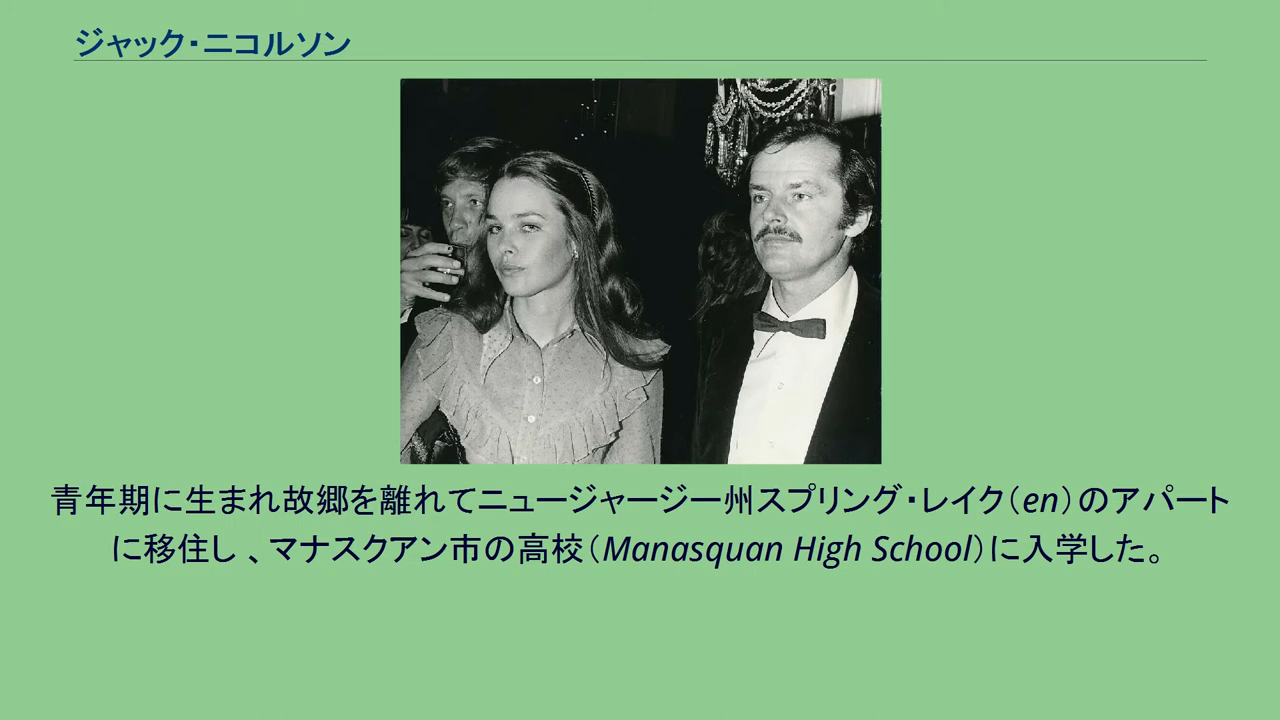 ジャック・ニコルソン
青年期に生まれ故郷を離れてニュージャージー州スプリング・レイク（en）のアパート
に移住し 、マナスクアン市の高校（Manasquan High School）に入学した。